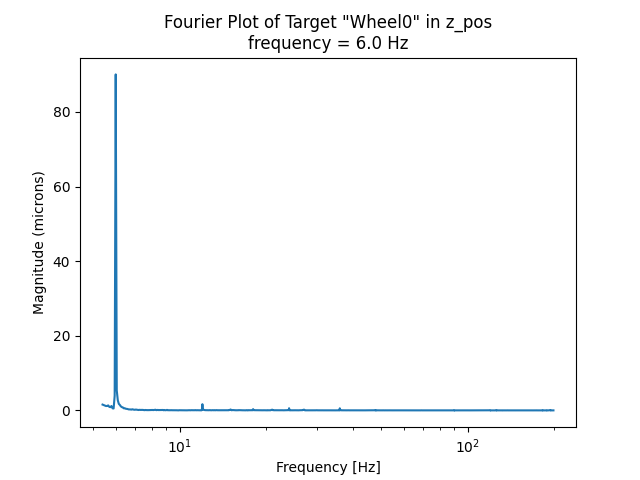 Fourier Plot of Target "Wheel0" in z_pos
frequency = 6.0 Hz
Magnitude (microns)
80
60
40
20
0
10¹
10²
Frequency [Hz]